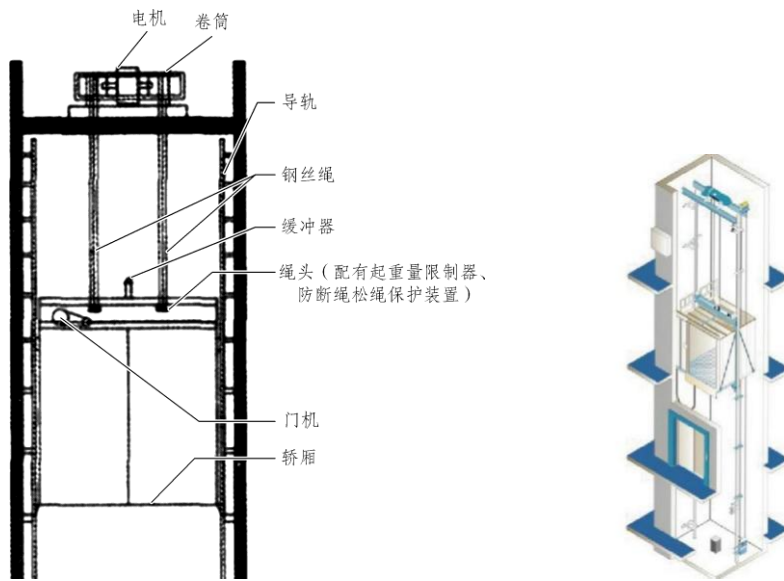 电机
卷筒
导轨
钢丝绳
缓冲器
绳头（配有起重量限制器、
防断绳松绳保护装置）
门机
轿厢